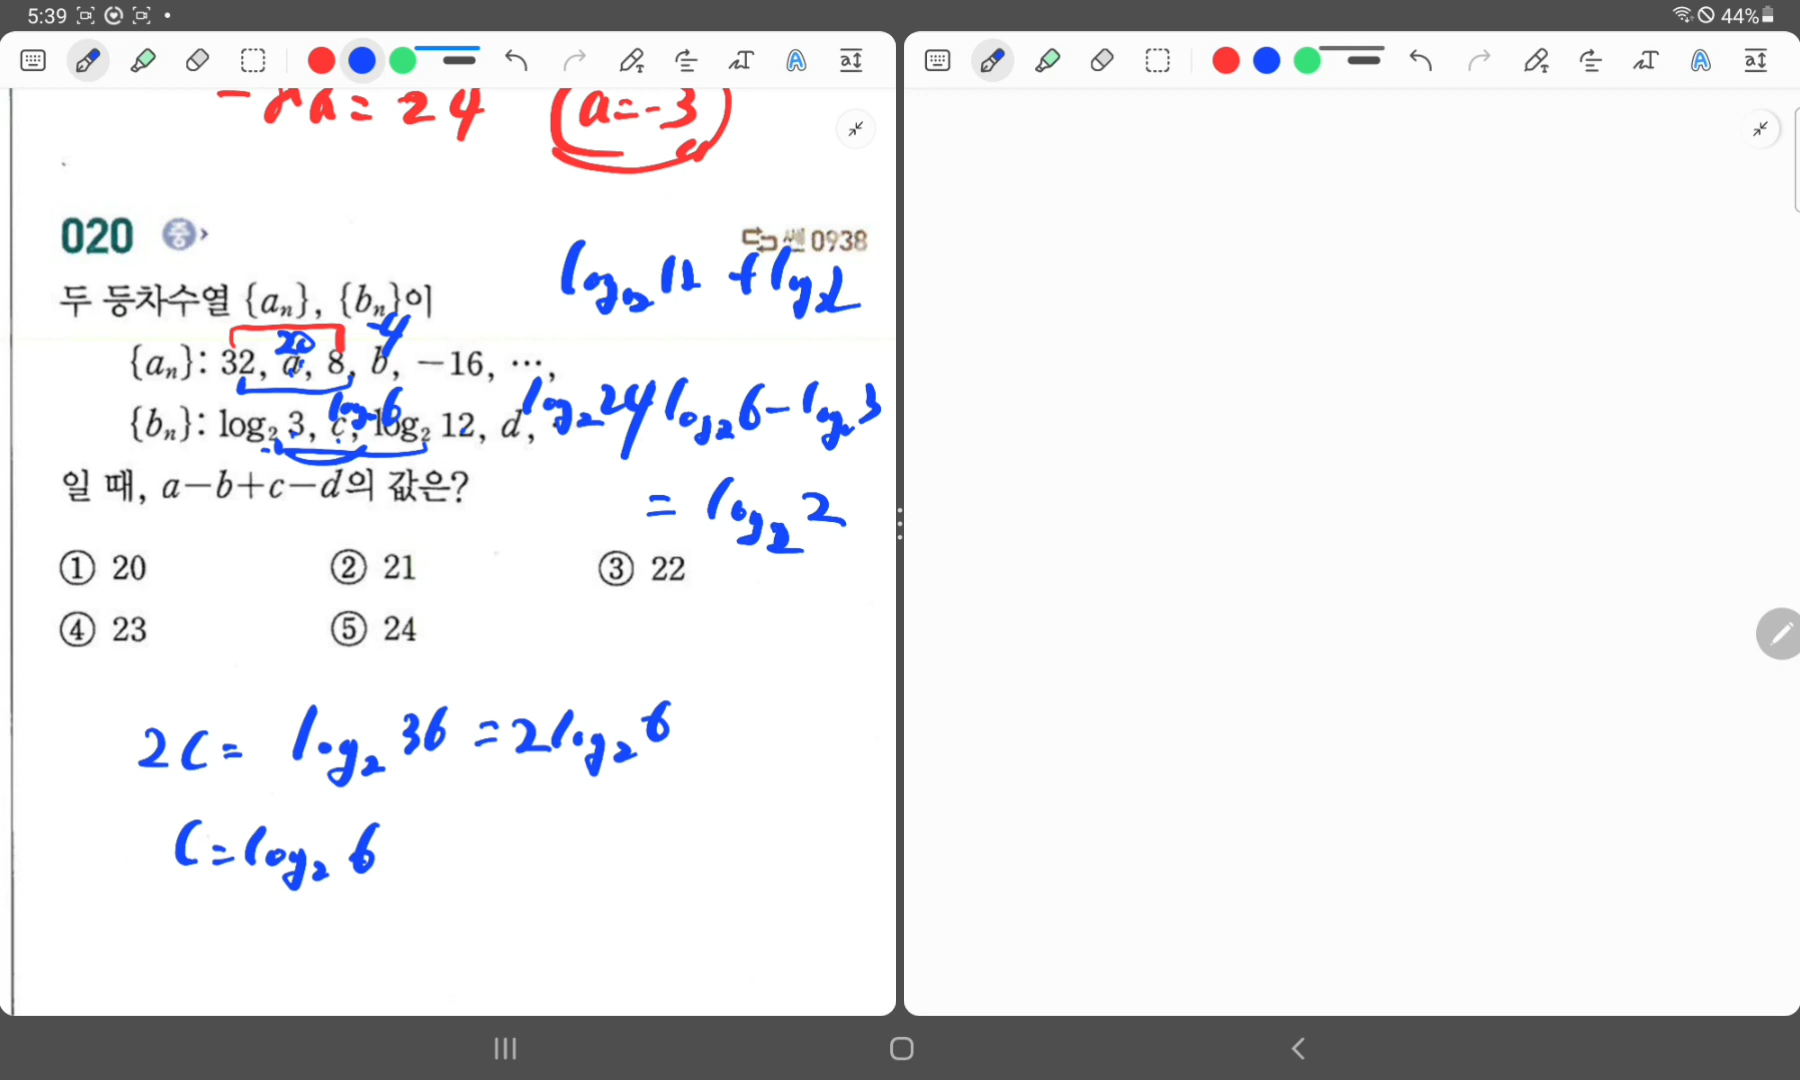 5:39
44%
= 24 (a=-3)
020 중
쎈 0938
log₂12 + log₂2
두 등차수열 {aₙ}, {bₙ}이
20 -4
{aₙ}: 32, a, 8, b, -16, ⋯,
log₂6 log₂24 log₂6-log₂3
{bₙ}: log₂ 3, c, log₂ 12, d,
일 때, a-b+c-d의 값은?
= log₂2
① 20 ② 21 ③ 22
④ 23 ⑤ 24
2C = log₂36 = 2log₂6
C = log₂6